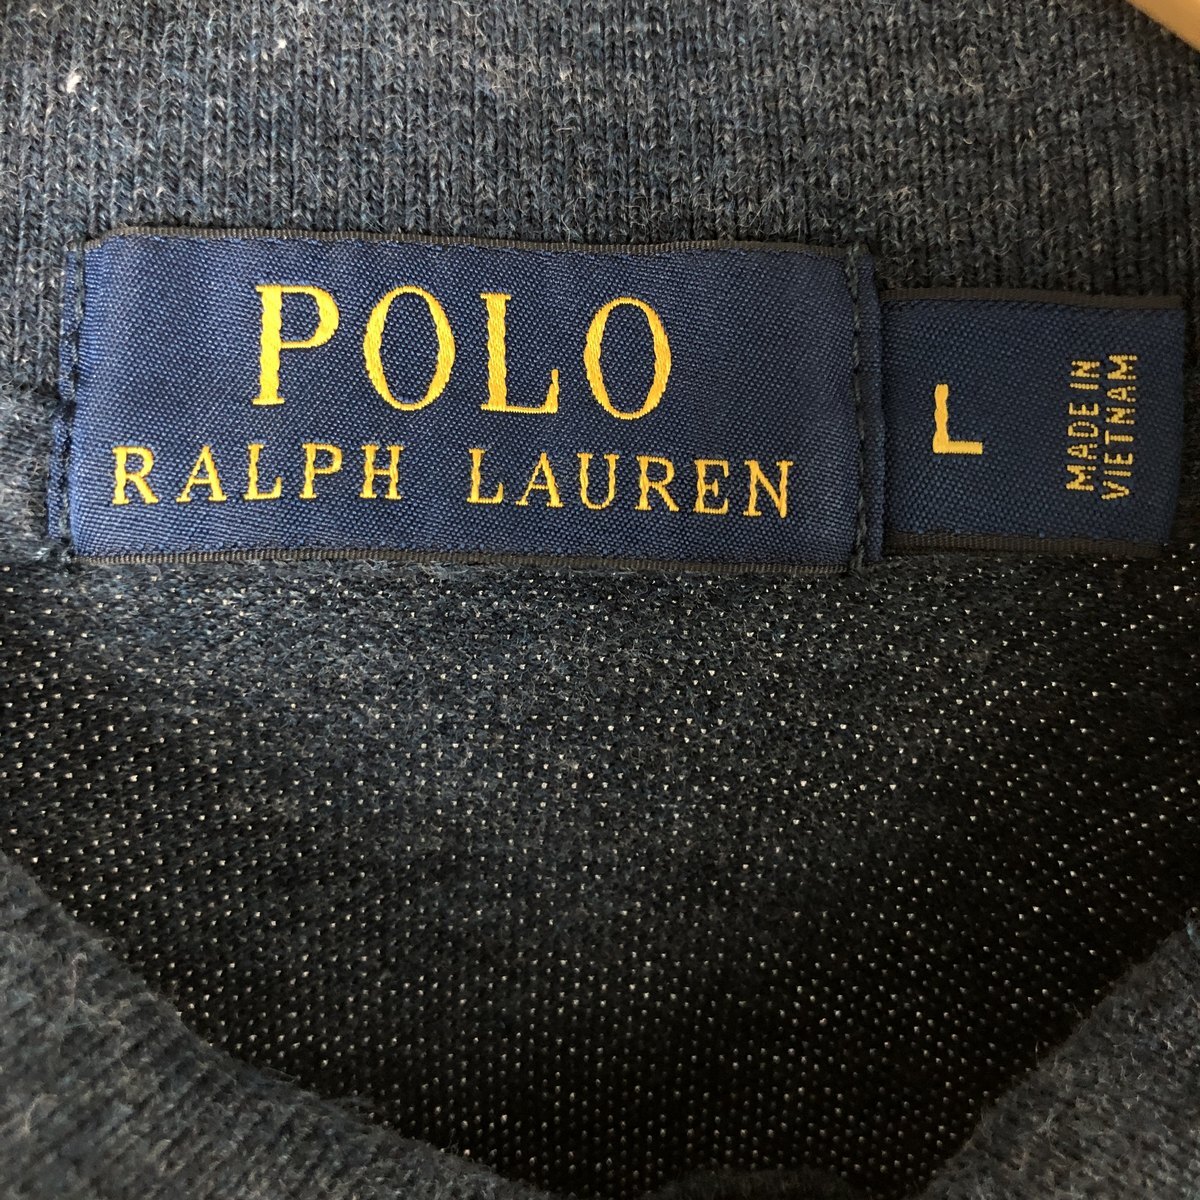 POLO
RALPH LAUREN
L
MADE IN
VIETNAM